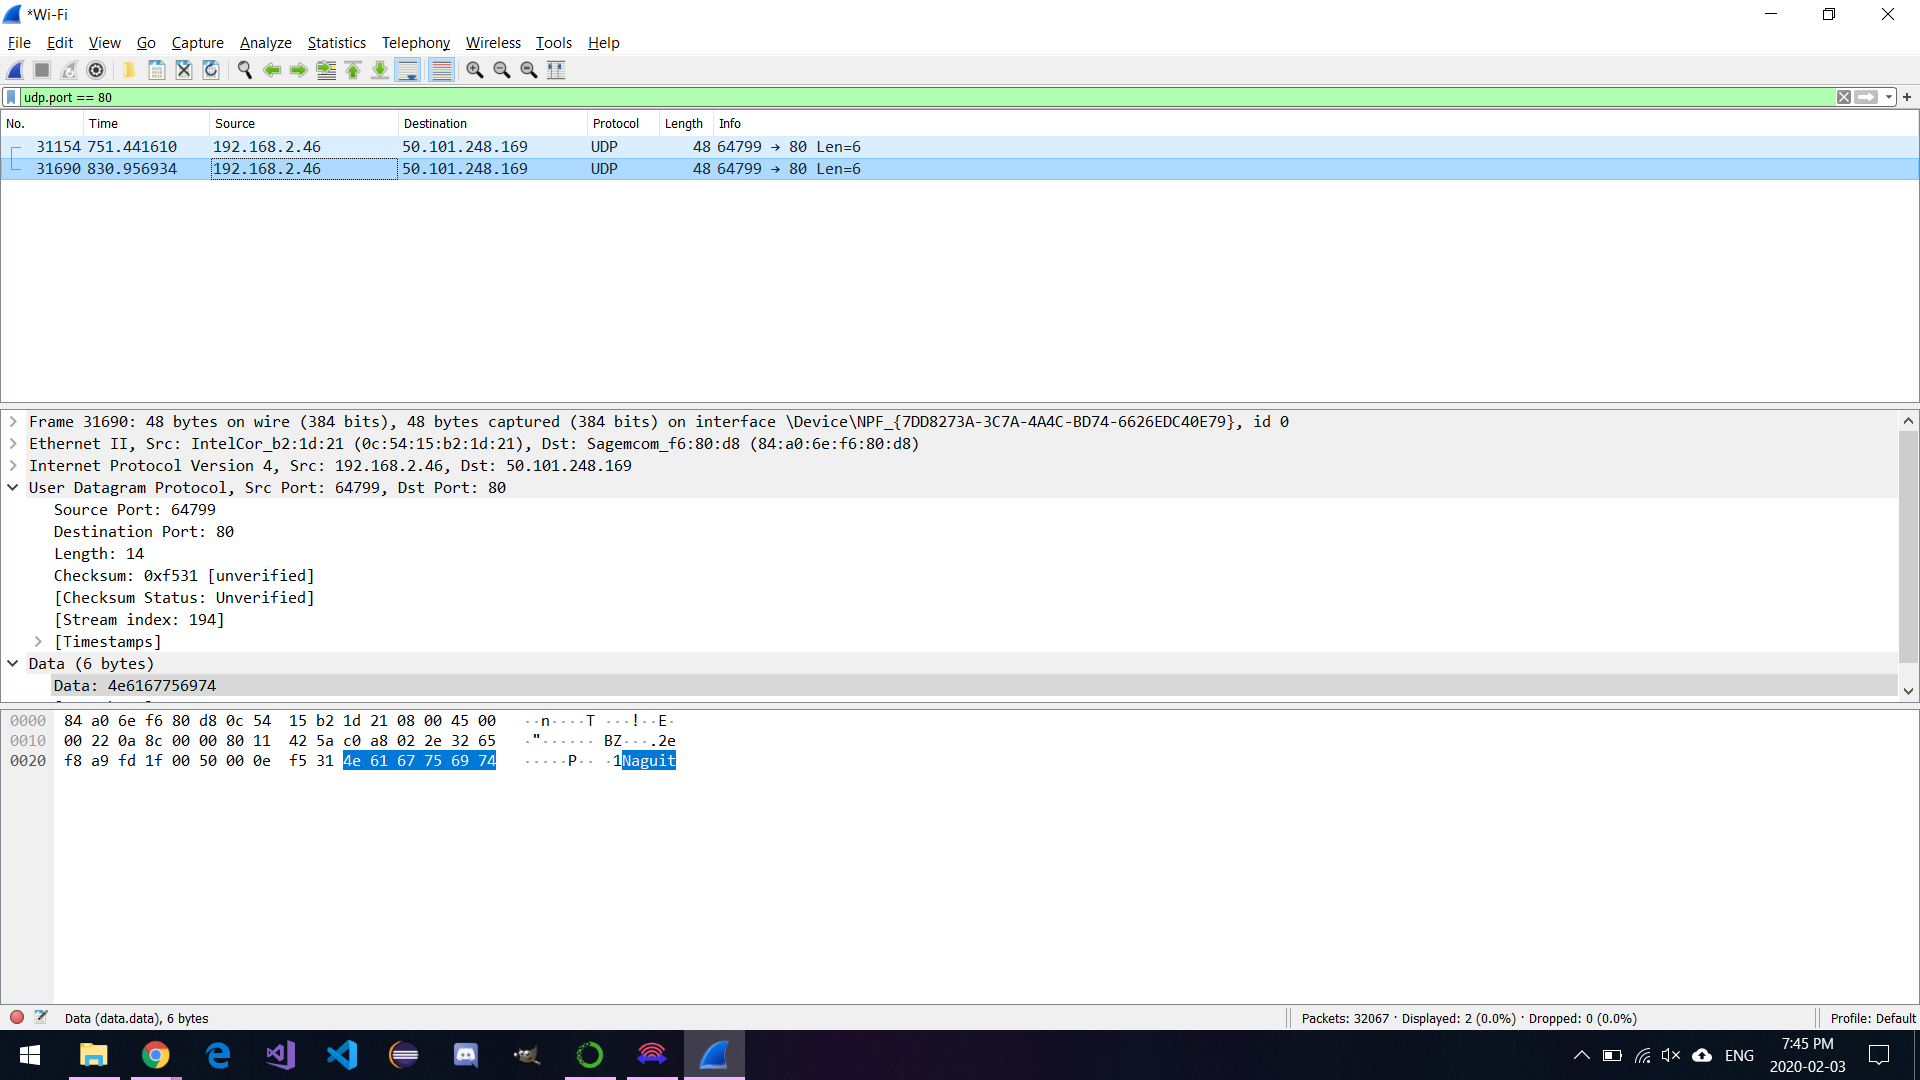 *Wi-Fi
File Edit View Go Capture Analyze Statistics Telephony Wireless Tools Help
udp.port == 80
No. Time Source Destination Protocol Length Info
31154 751.441610 192.168.2.46 50.101.248.169 UDP 48 64799 → 80 Len=6
31690 830.956934 192.168.2.46 50.101.248.169 UDP 48 64799 → 80 Len=6
Frame 31690: 48 bytes on wire (384 bits), 48 bytes captured (384 bits) on interface \Device\NPF_{7DD8273A-3C7A-4A4C-BD74-6626EDC40E79}, id 0
Ethernet II, Src: IntelCor_b2:1d:21 (0c:54:15:b2:1d:21), Dst: Sagemcom_f6:80:d8 (84:a0:6e:f6:80:d8)
Internet Protocol Version 4, Src: 192.168.2.46, Dst: 50.101.248.169
User Datagram Protocol, Src Port: 64799, Dst Port: 80
Source Port: 64799
Destination Port: 80
Length: 14
Checksum: 0xf531 [unverified]
[Checksum Status: Unverified]
[Stream index: 194]
[Timestamps]
Data (6 bytes)
Data: 4e6167756974
0000 84 a0 6e f6 80 d8 0c 54 15 b2 1d 21 08 00 45 00 ··n····T ···!··E·
0010 00 22 0a 8c 00 00 80 11 42 5a c0 a8 02 2e 32 65 ·"······ BZ···.2e
0020 f8 a9 fd 1f 00 50 00 0e f5 31 4e 61 67 75 69 74 ·····P·· ·1Naguit
Data (data.data), 6 bytes
Packets: 32067 · Displayed: 2 (0.0%) · Dropped: 0 (0.0%)
Profile: Default
ENG
7:45 PM
2020-02-03